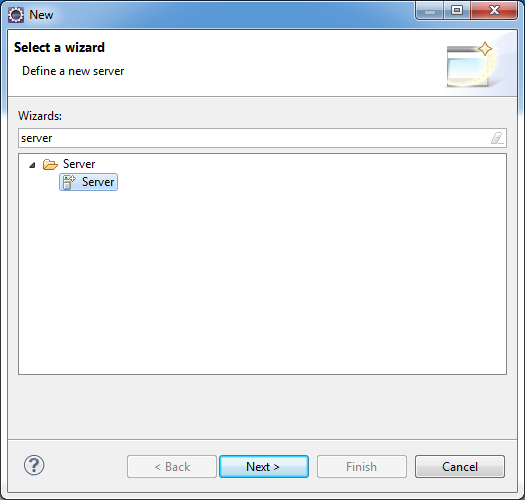 New
Select a wizard
Define a new server
Wizards:
server
Server
Server
?
< Back
Next >
Finish
Cancel